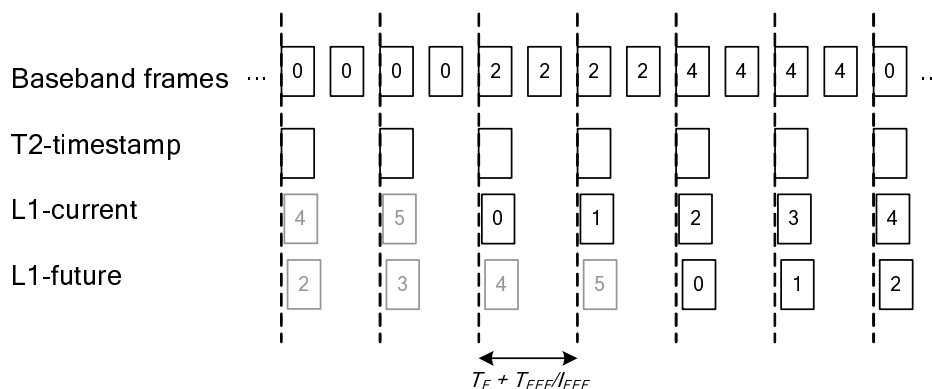 Baseband frames ... 0 0 0 0 2 2 2 2 4 4 4 4 0 ..
T2-timestamp
L1-current 4 5 0 1 2 3 4
L1-future 2 3 4 5 0 1 2
T_F + T_FEF/I_FEF